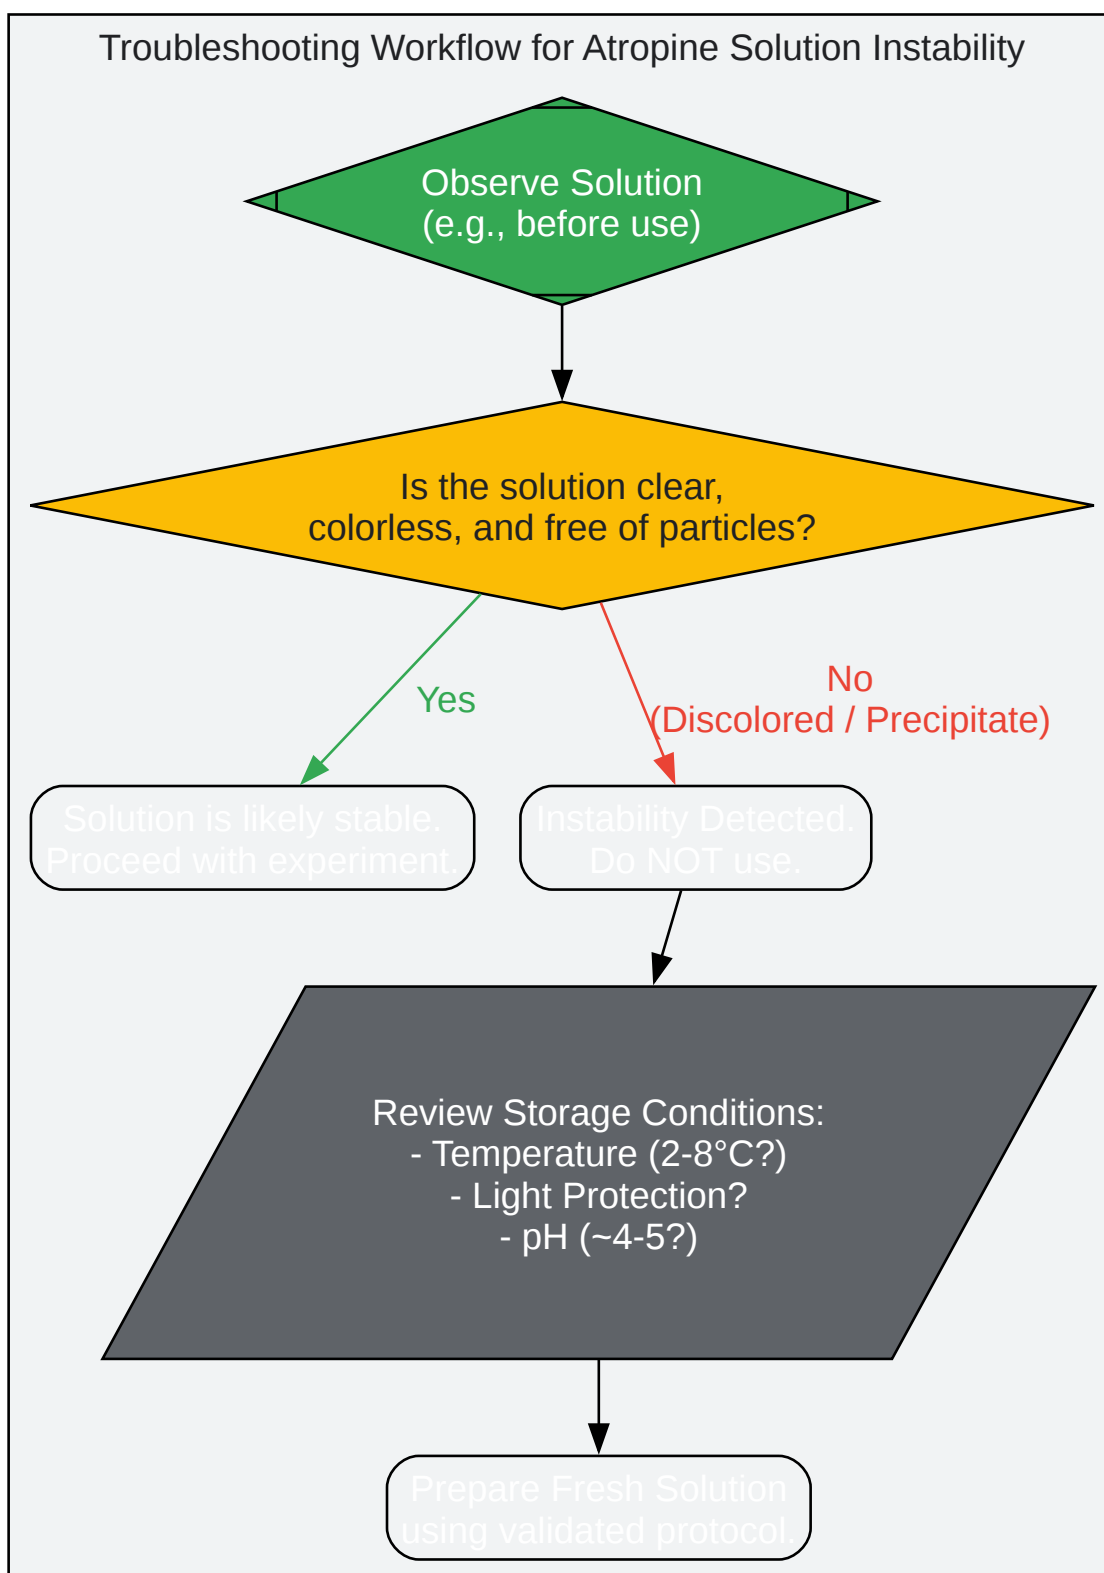 Troubleshooting Workflow for Atropine Solution Instability
Observe Solution
(e.g., before use)
Is the solution clear,
colorless, and free of particles?
Yes
No
(Discolored / Precipitate)
Solution is likely stable.
Proceed with experiment.
Instability Detected.
Do NOT use.
Review Storage Conditions:
- Temperature (2-8°C?)
- Light Protection?
- pH (~4-5?)
Prepare Fresh Solution
using validated protocol.